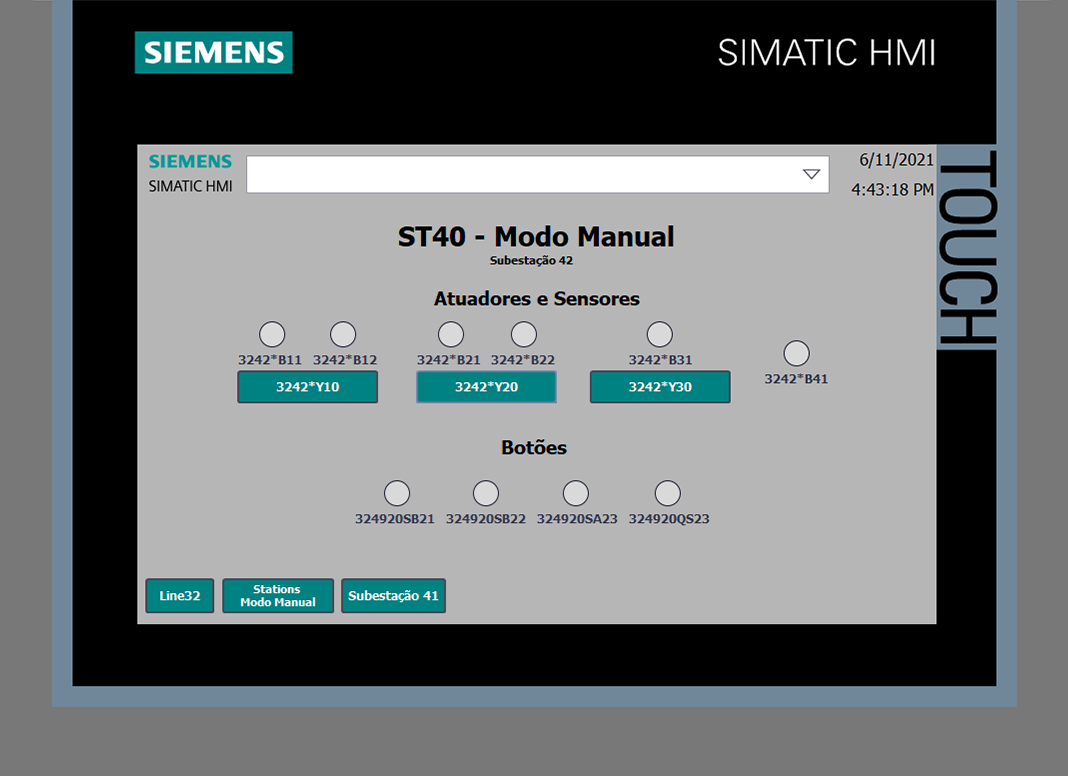 SIEMENS
SIMATIC HMI
SIEMENS
SIMATIC HMI
6/11/2021
4:43:18 PM
TOUCH
ST40 - Modo Manual
Subestação 42
Atuadores e Sensores
3242*B11 3242*B12 3242*B21 3242*B22 3242*B31
3242*B41
3242*Y10 3242*Y20 3242*Y30
Botões
324920SB21 324920SB22 324920SA23 324920QS23
Line32
Stations
Modo Manual
Subestação 41